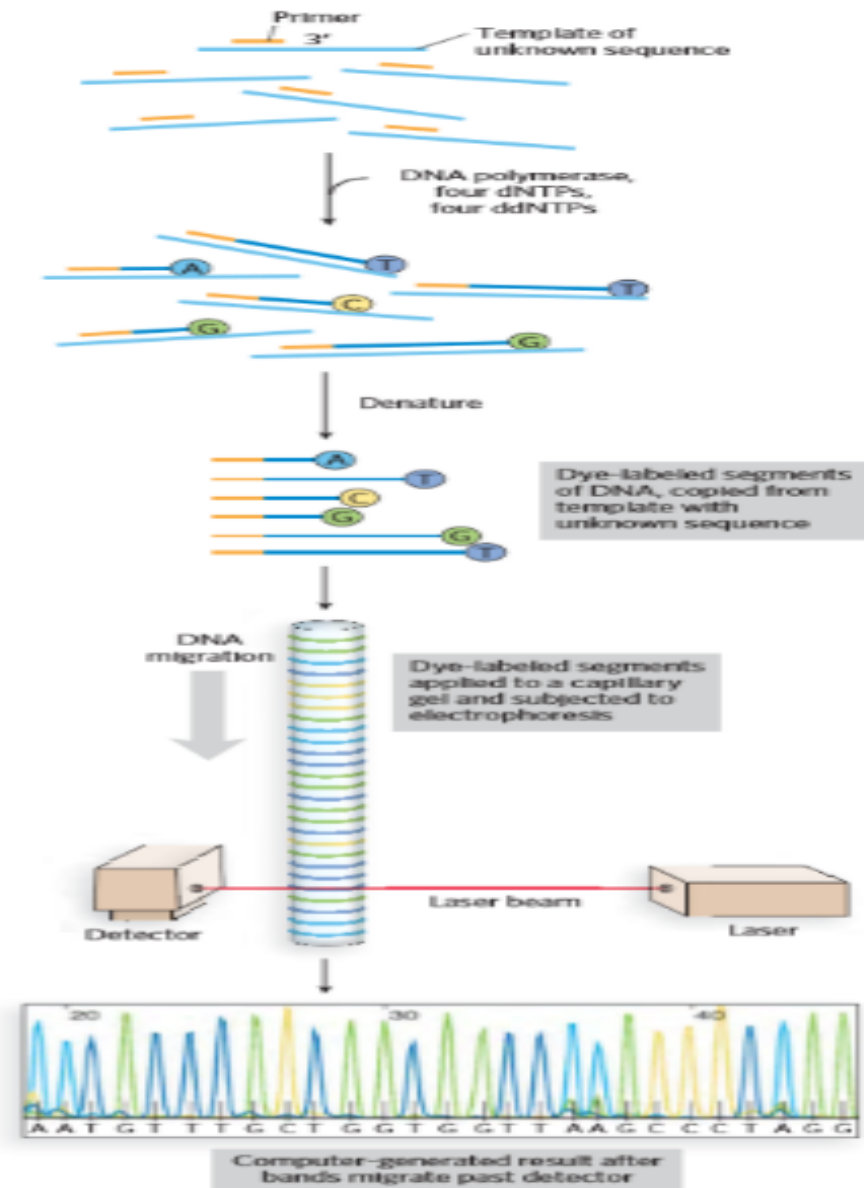 Primer
3′
Template of
unknown sequence
DNA polymerase,
four dNTPs,
four ddNTPs
A
T
T
C
G
G
Denature
A
T
C
G
G
T
Dye-labeled segments
of DNA, copied from
template with
unknown sequence
DNA
migration
Dye-labeled segments
applied to a capillary
gel and subjected to
electrophoresis
Laser beam
Detector
Laser
20 30 40
A A T G T T T G C T G G T G G T T A A G C C C T A G G
Computer-generated result after
bands migrate past detector